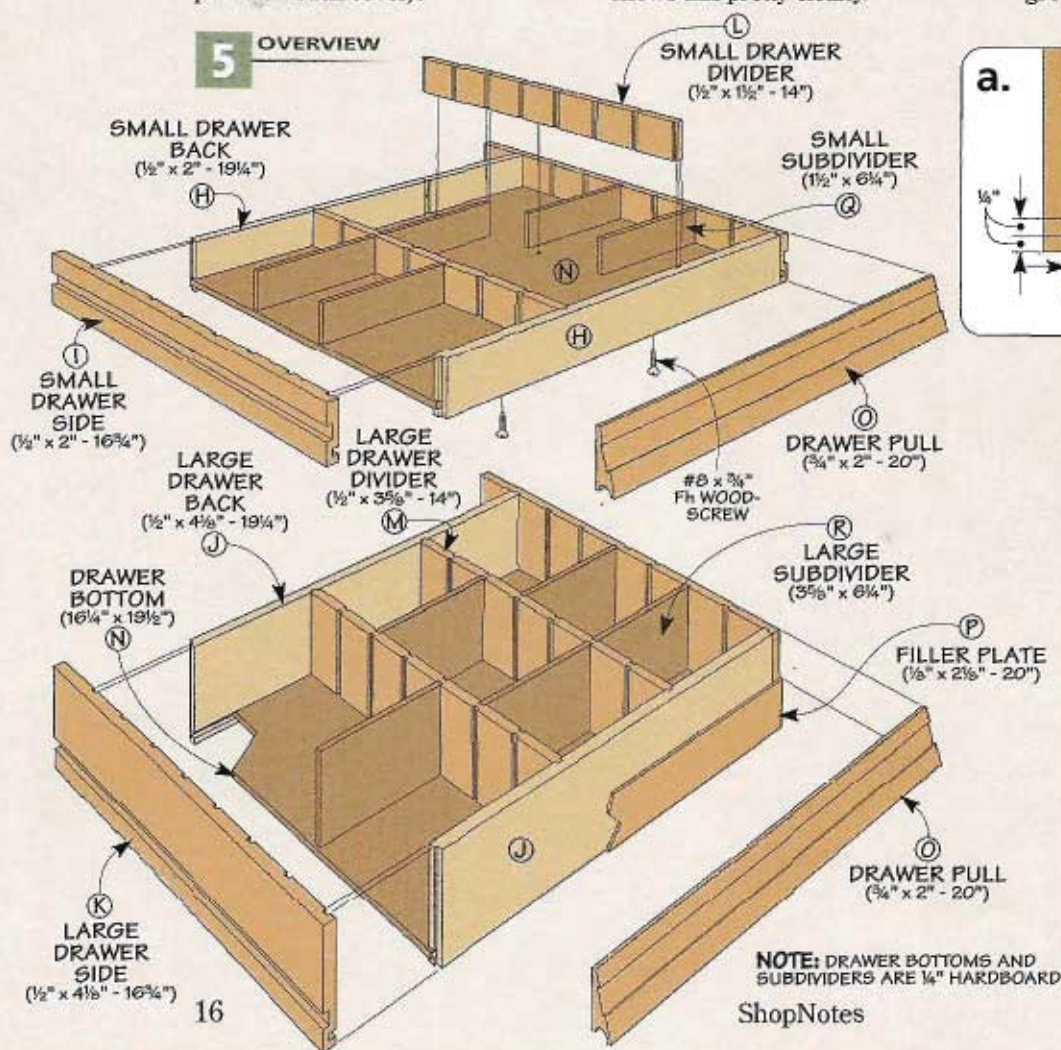 5 OVERVIEW
L
SMALL DRAWER
DIVIDER
(½" x 1½" - 14")
a.
SMALL DRAWER
BACK
(½" x 2" - 19¼")
H
SMALL
SUBDIVIDER
(1½" x 6¼")
Q
N
H
I
SMALL
DRAWER
SIDE
(½" x 2" - 16¾")
O
DRAWER PULL
(¾" x 2" - 20")
#8 x ¾"
Fh WOOD-
SCREW
LARGE
DRAWER
BACK
(½" x 4⅛" - 19¼")
J
LARGE
DRAWER
DIVIDER
(½" x 3⅝" - 14")
M
R
LARGE
SUBDIVIDER
(3⅝" x 6¼")
DRAWER
BOTTOM
(16¼" x 19½")
N
P
FILLER PLATE
(⅛" x 2⅛" - 20")
J
K
LARGE
DRAWER
SIDE
(½" x 4⅛" - 16¾")
O
DRAWER PULL
(¾" x 2" - 20")
NOTE: DRAWER BOTTOMS AND
SUBDIVIDERS ARE ¼" HARDBOARD
16 ShopNotes